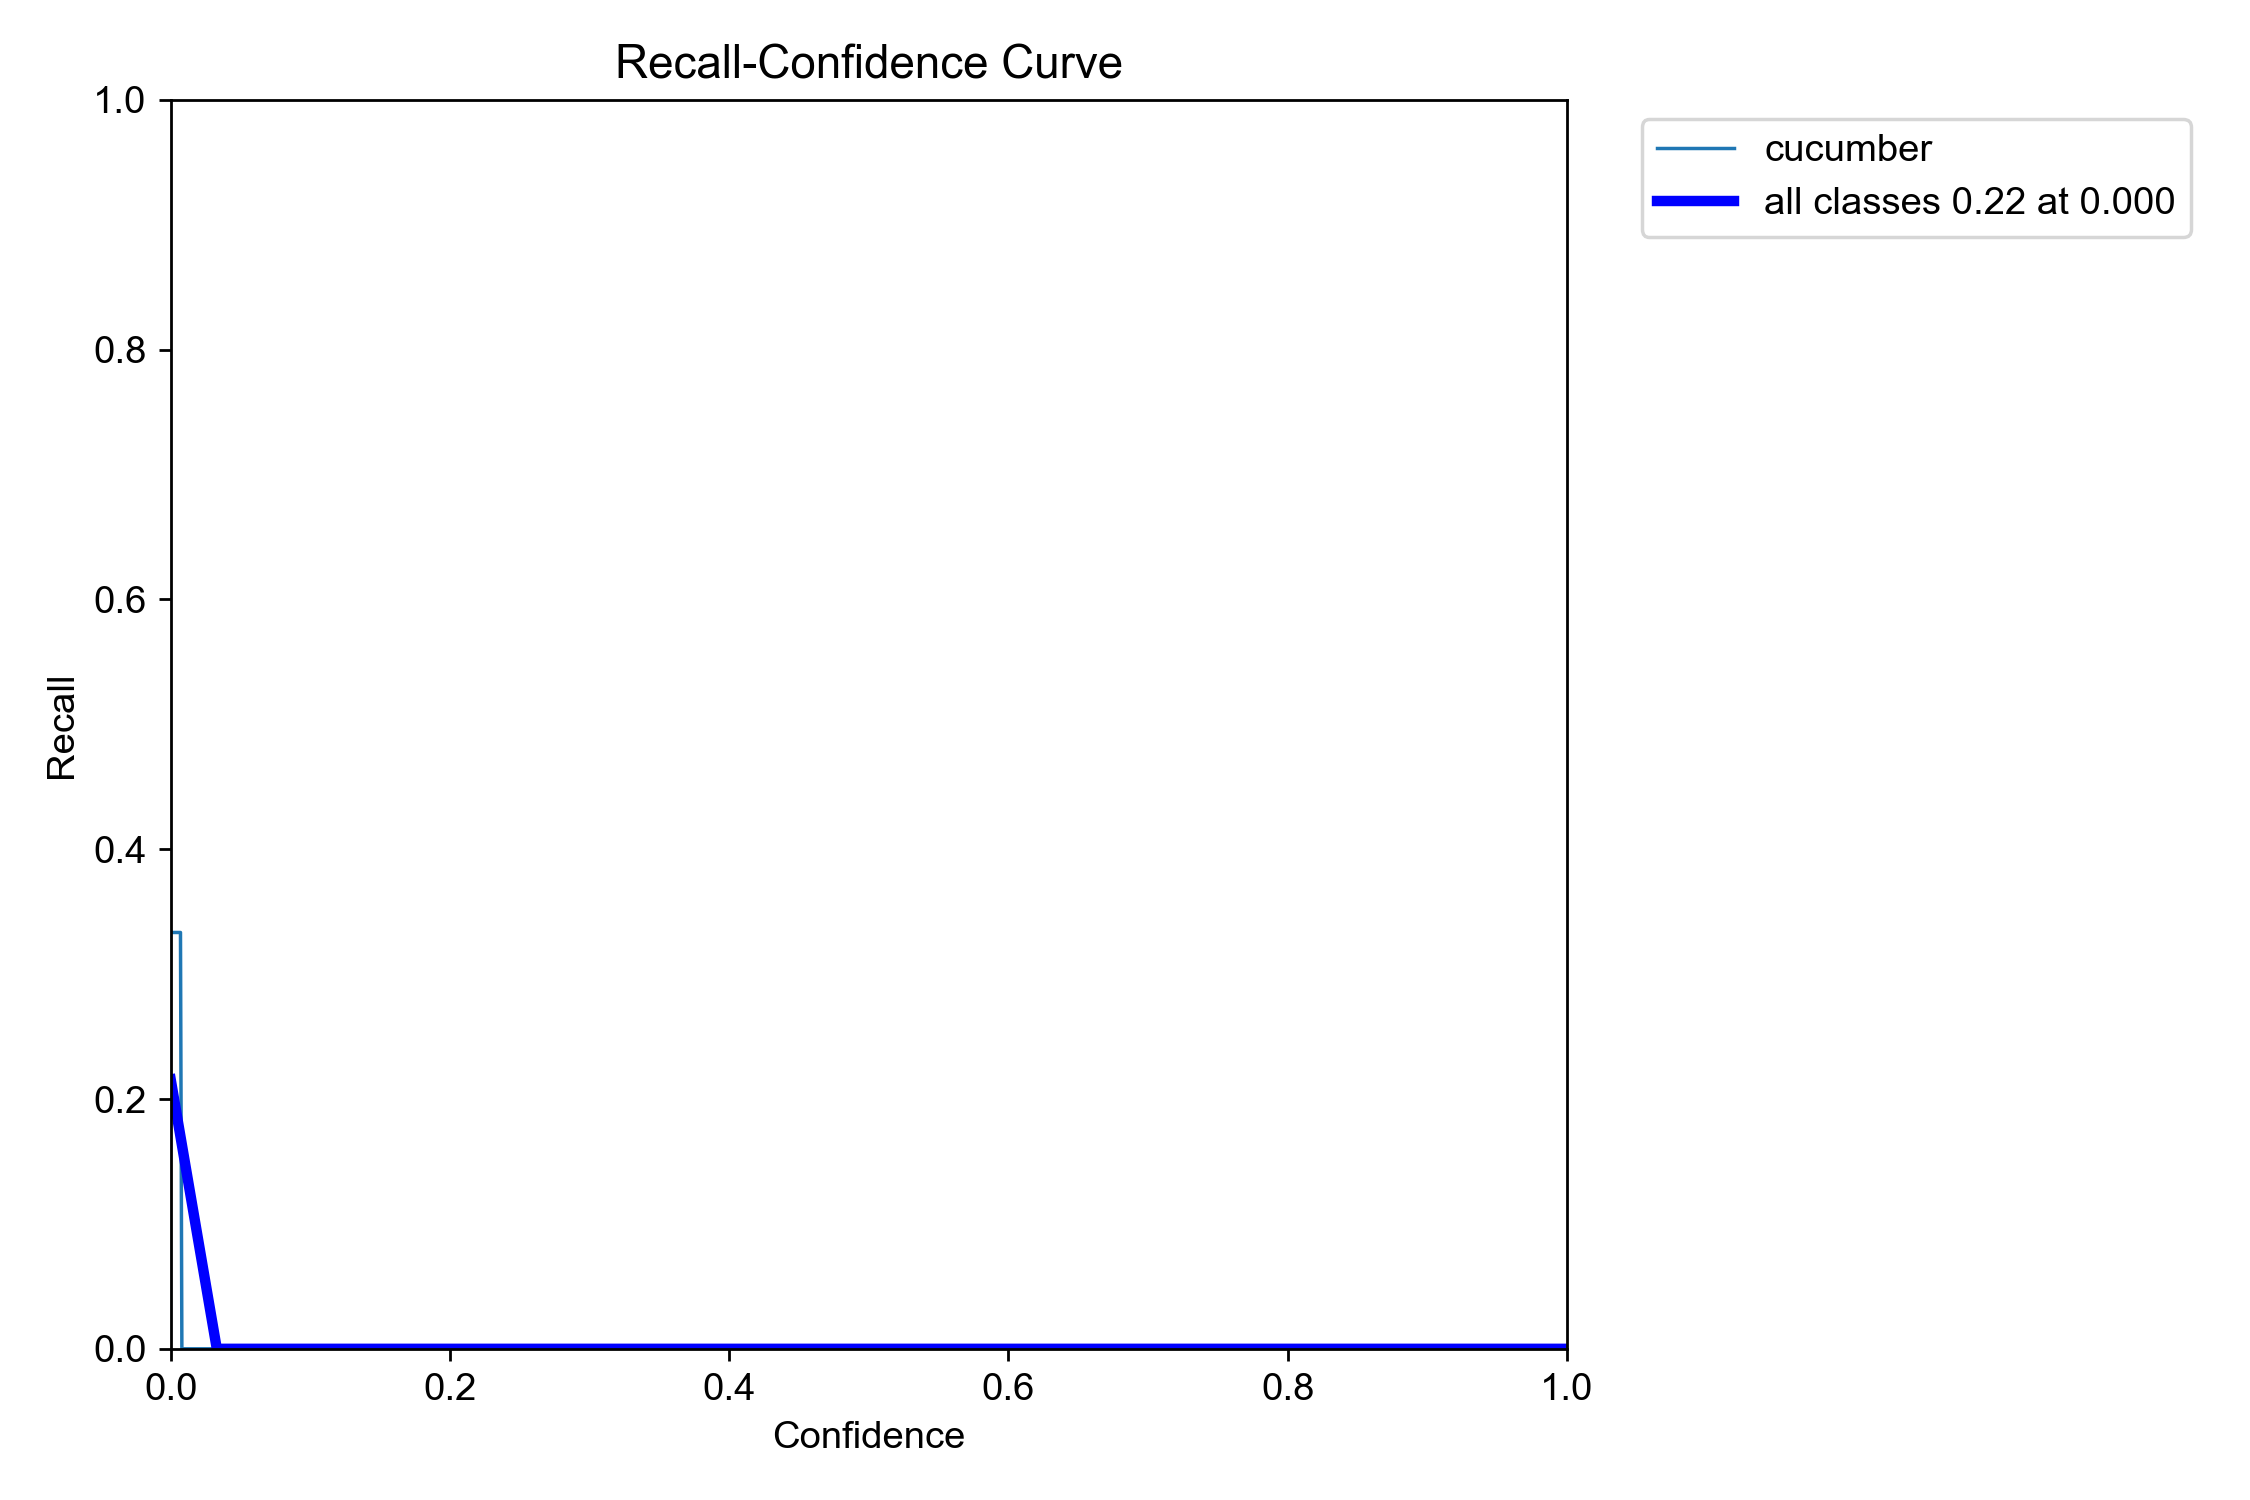 Recall-Confidence Curve
1.0
0.8
0.6
0.4
0.2
0.0
Recall
0.0 0.2 0.4 0.6 0.8 1.0
Confidence
cucumber
all classes 0.22 at 0.000